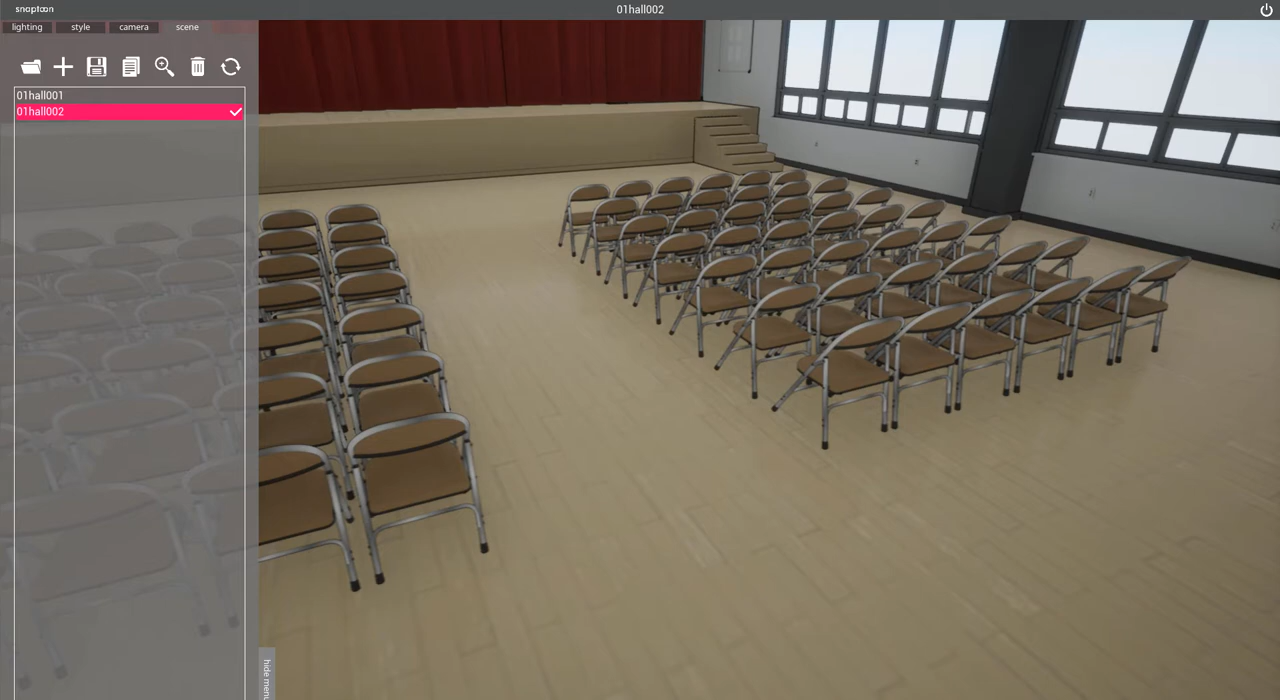 snaptoon
01hall002
lighting
style
camera
scene
01hall001
01hall002
hide menu